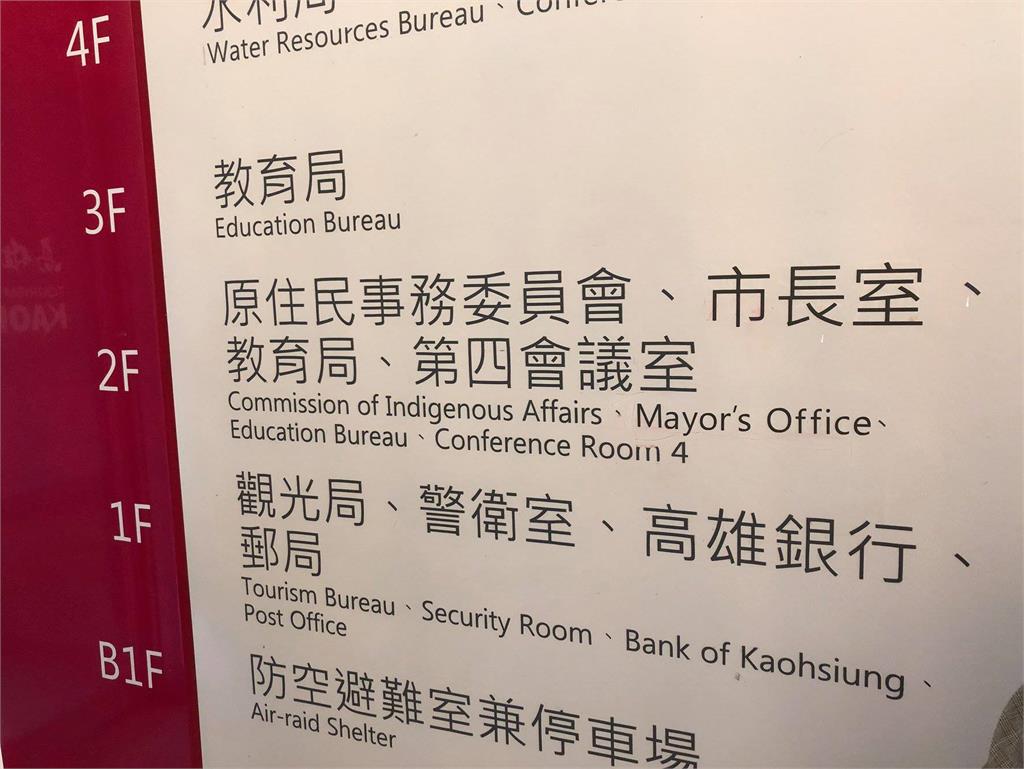 4F
水利局
Water Resources Bureau、
3F
教育局
Education Bureau
2F
原住民事務委員會、市長室、
教育局、第四會議室
Commission of Indigenous Affairs、Mayor's Office、
Education Bureau、Conference Room 4
1F
觀光局、警衛室、高雄銀行、
郵局
Tourism Bureau、Security Room、Bank of Kaohsiung、
Post Office
B1F
防空避難室兼停車場
Air-raid Shelter